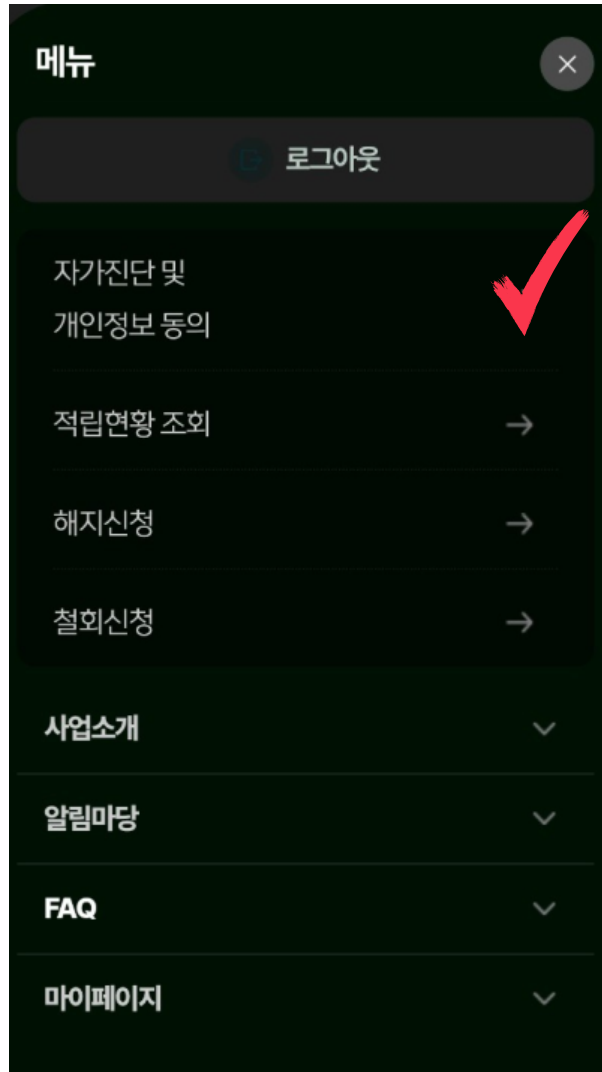 메뉴
로그아웃
자가진단 및
개인정보 동의
적립현황 조회
해지신청
철회신청
사업소개
알림마당
FAQ
마이페이지